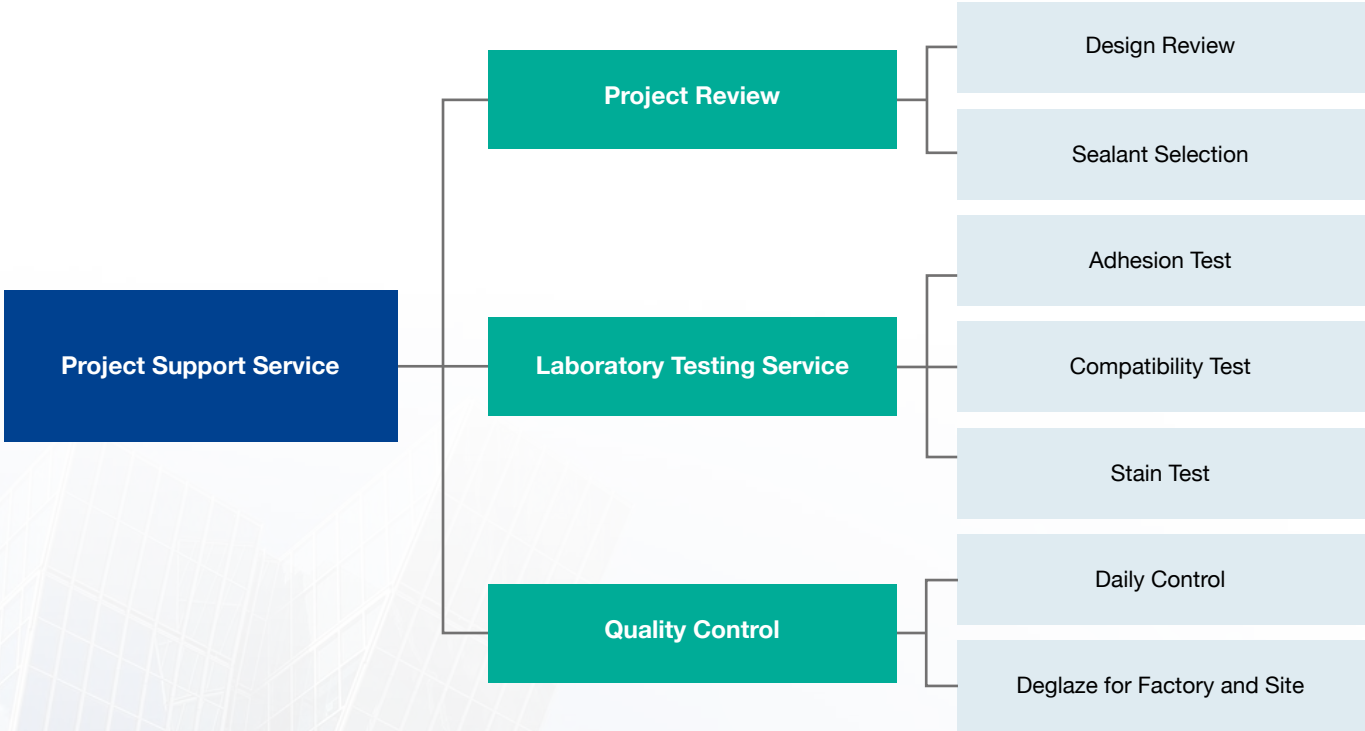 Project Support Service
Project Review
Design Review
Sealant Selection
Laboratory Testing Service
Adhesion Test
Compatibility Test
Stain Test
Quality Control
Daily Control
Deglaze for Factory and Site